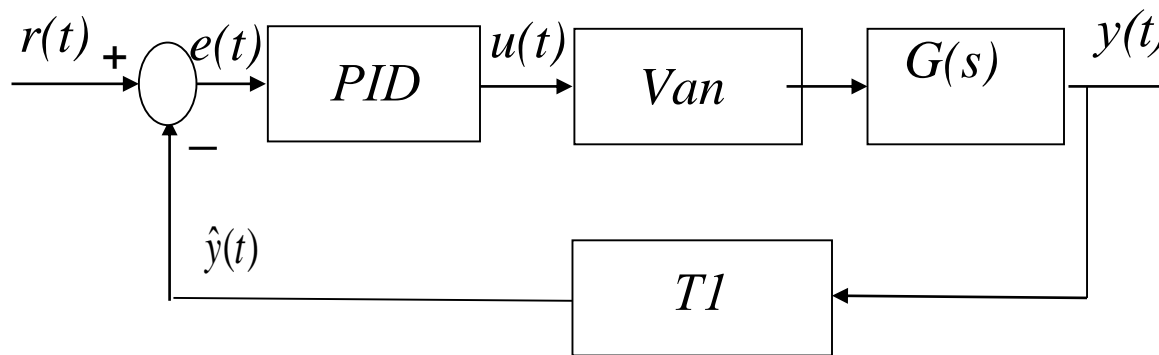 r(t) + e(t) PID u(t) Van G(s) y(t)
−
ŷ(t) T1